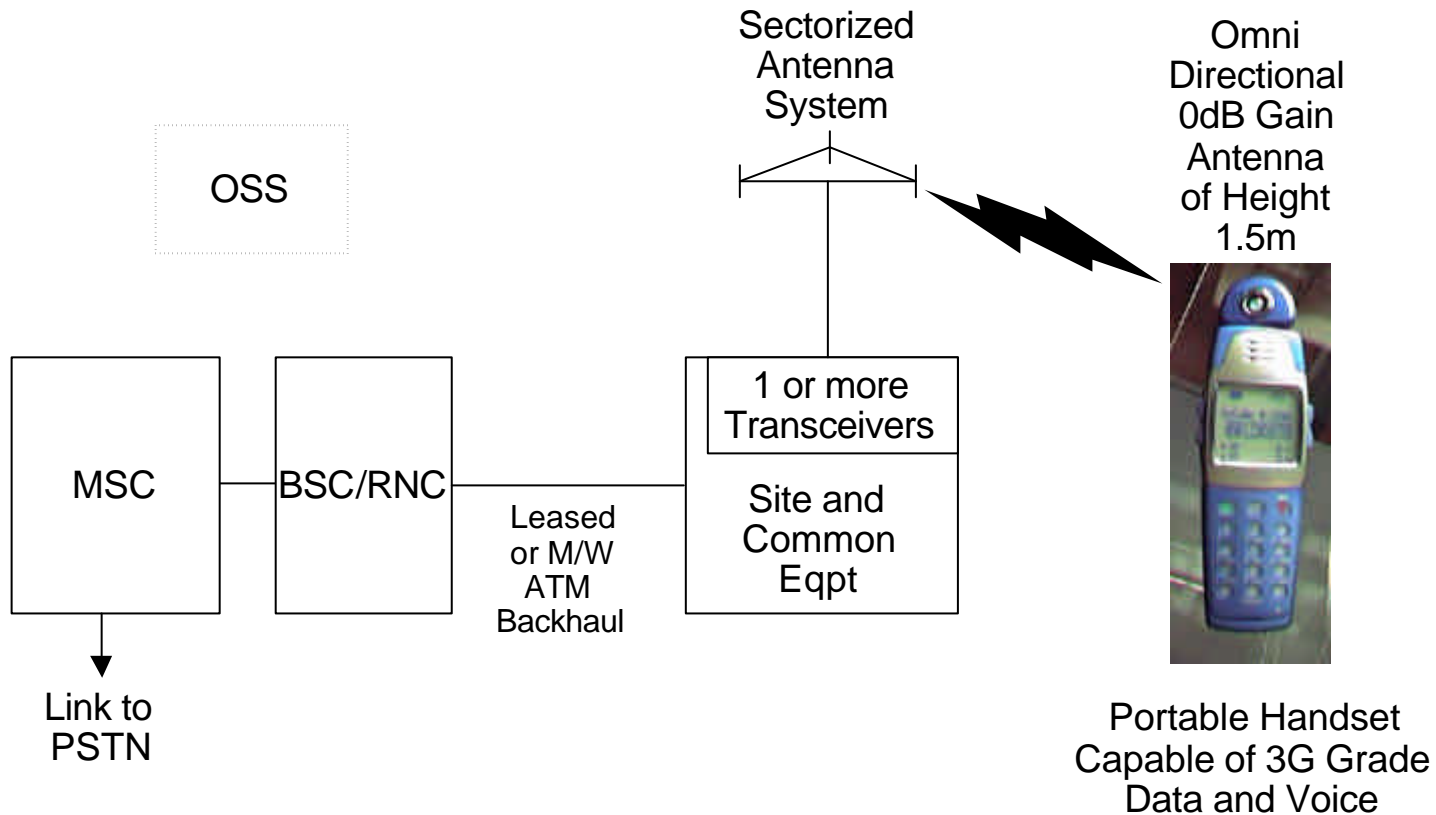 Sectorized
Antenna
System
Omni
Directional
0dB Gain
Antenna
of Height
1.5m
OSS
MSC
BSC/RNC
Leased
or M/W
ATM
Backhaul
1 or more
Transceivers
Site and
Common
Eqpt
Link to
PSTN
Portable Handset
Capable of 3G Grade
Data and Voice